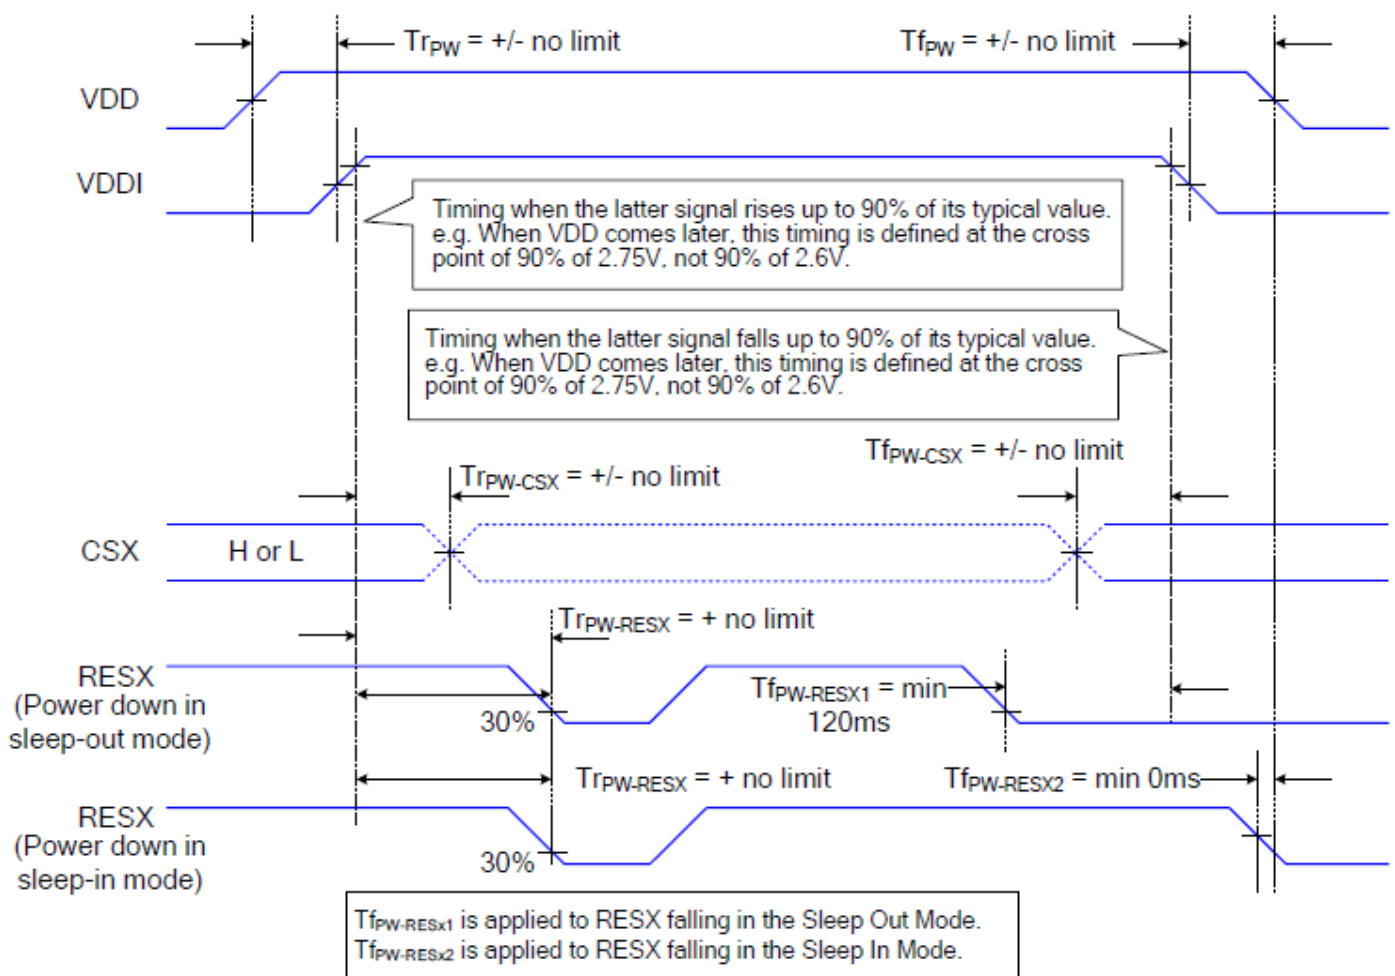 TrPW = +/- no limit
TfPW = +/- no limit
VDD
VDDI
Timing when the latter signal rises up to 90% of its typical value.
e.g. When VDD comes later, this timing is defined at the cross
point of 90% of 2.75V, not 90% of 2.6V.
Timing when the latter signal falls up to 90% of its typical value.
e.g. When VDD comes later, this timing is defined at the cross
point of 90% of 2.75V, not 90% of 2.6V.
TfPW-CSX = +/- no limit
TrPW-CSX = +/- no limit
CSX
H or L
TrPW-RESX = + no limit
RESX
(Power down in
sleep-out mode)
30%
TfPW-RESX1 = min
120ms
TrPW-RESX = + no limit
TfPW-RESX2 = min 0ms
RESX
(Power down in
sleep-in mode)
30%
TfPW-RESx1 is applied to RESX falling in the Sleep Out Mode.
TfPW-RESx2 is applied to RESX falling in the Sleep In Mode.